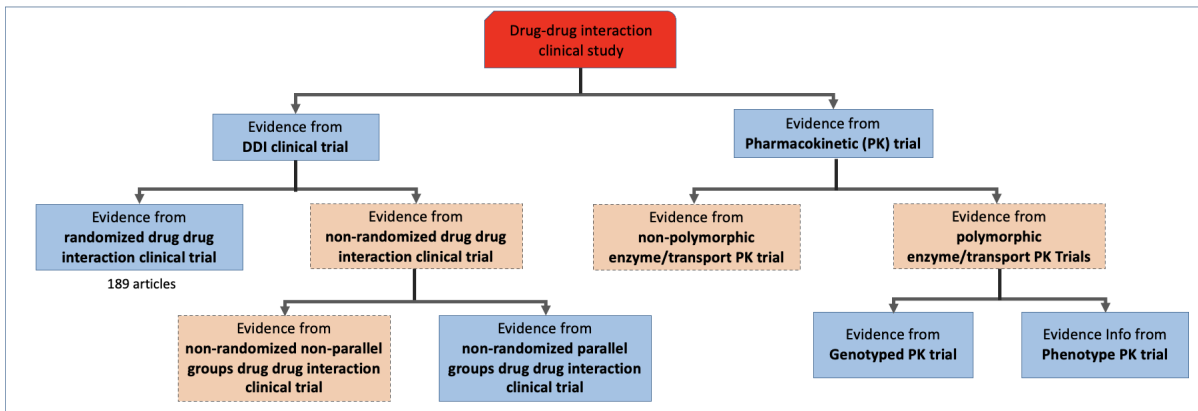 Drug-drug interaction
clinical study
Evidence from
DDI clinical trial
Evidence from
Pharmacokinetic (PK) trial
Evidence from
randomized drug drug
interaction clinical trial
189 articles
Evidence from
non-randomized drug drug
interaction clinical trial
Evidence from
non-polymorphic
enzyme/transport PK trial
Evidence from
polymorphic
enzyme/transport PK Trials
Evidence from
non-randomized non-parallel
groups drug drug interaction
clinical trial
Evidence from
non-randomized parallel
groups drug drug interaction
clinical trial
Evidence from
Genotyped PK trial
Evidence Info from
Phenotype PK trial